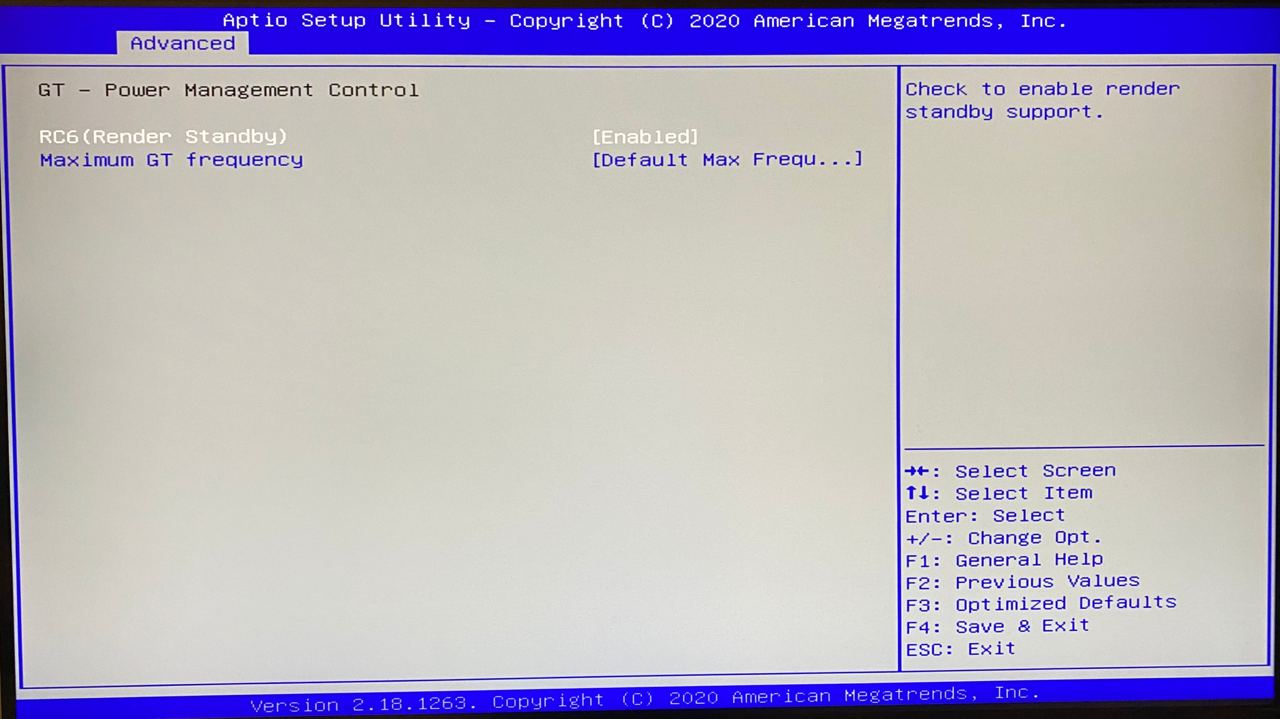 Aptio Setup Utility - Copyright (C) 2020 American Megatrends, Inc.
Advanced
GT - Power Management Control
RC6(Render Standby) [Enabled]
Maximum GT frequency [Default Max Frequ...]
Check to enable render
standby support.
→←: Select Screen
↑↓: Select Item
Enter: Select
+/-: Change Opt.
F1: General Help
F2: Previous Values
F3: Optimized Defaults
F4: Save & Exit
ESC: Exit
Version 2.18.1263. Copyright (C) 2020 American Megatrends, Inc.